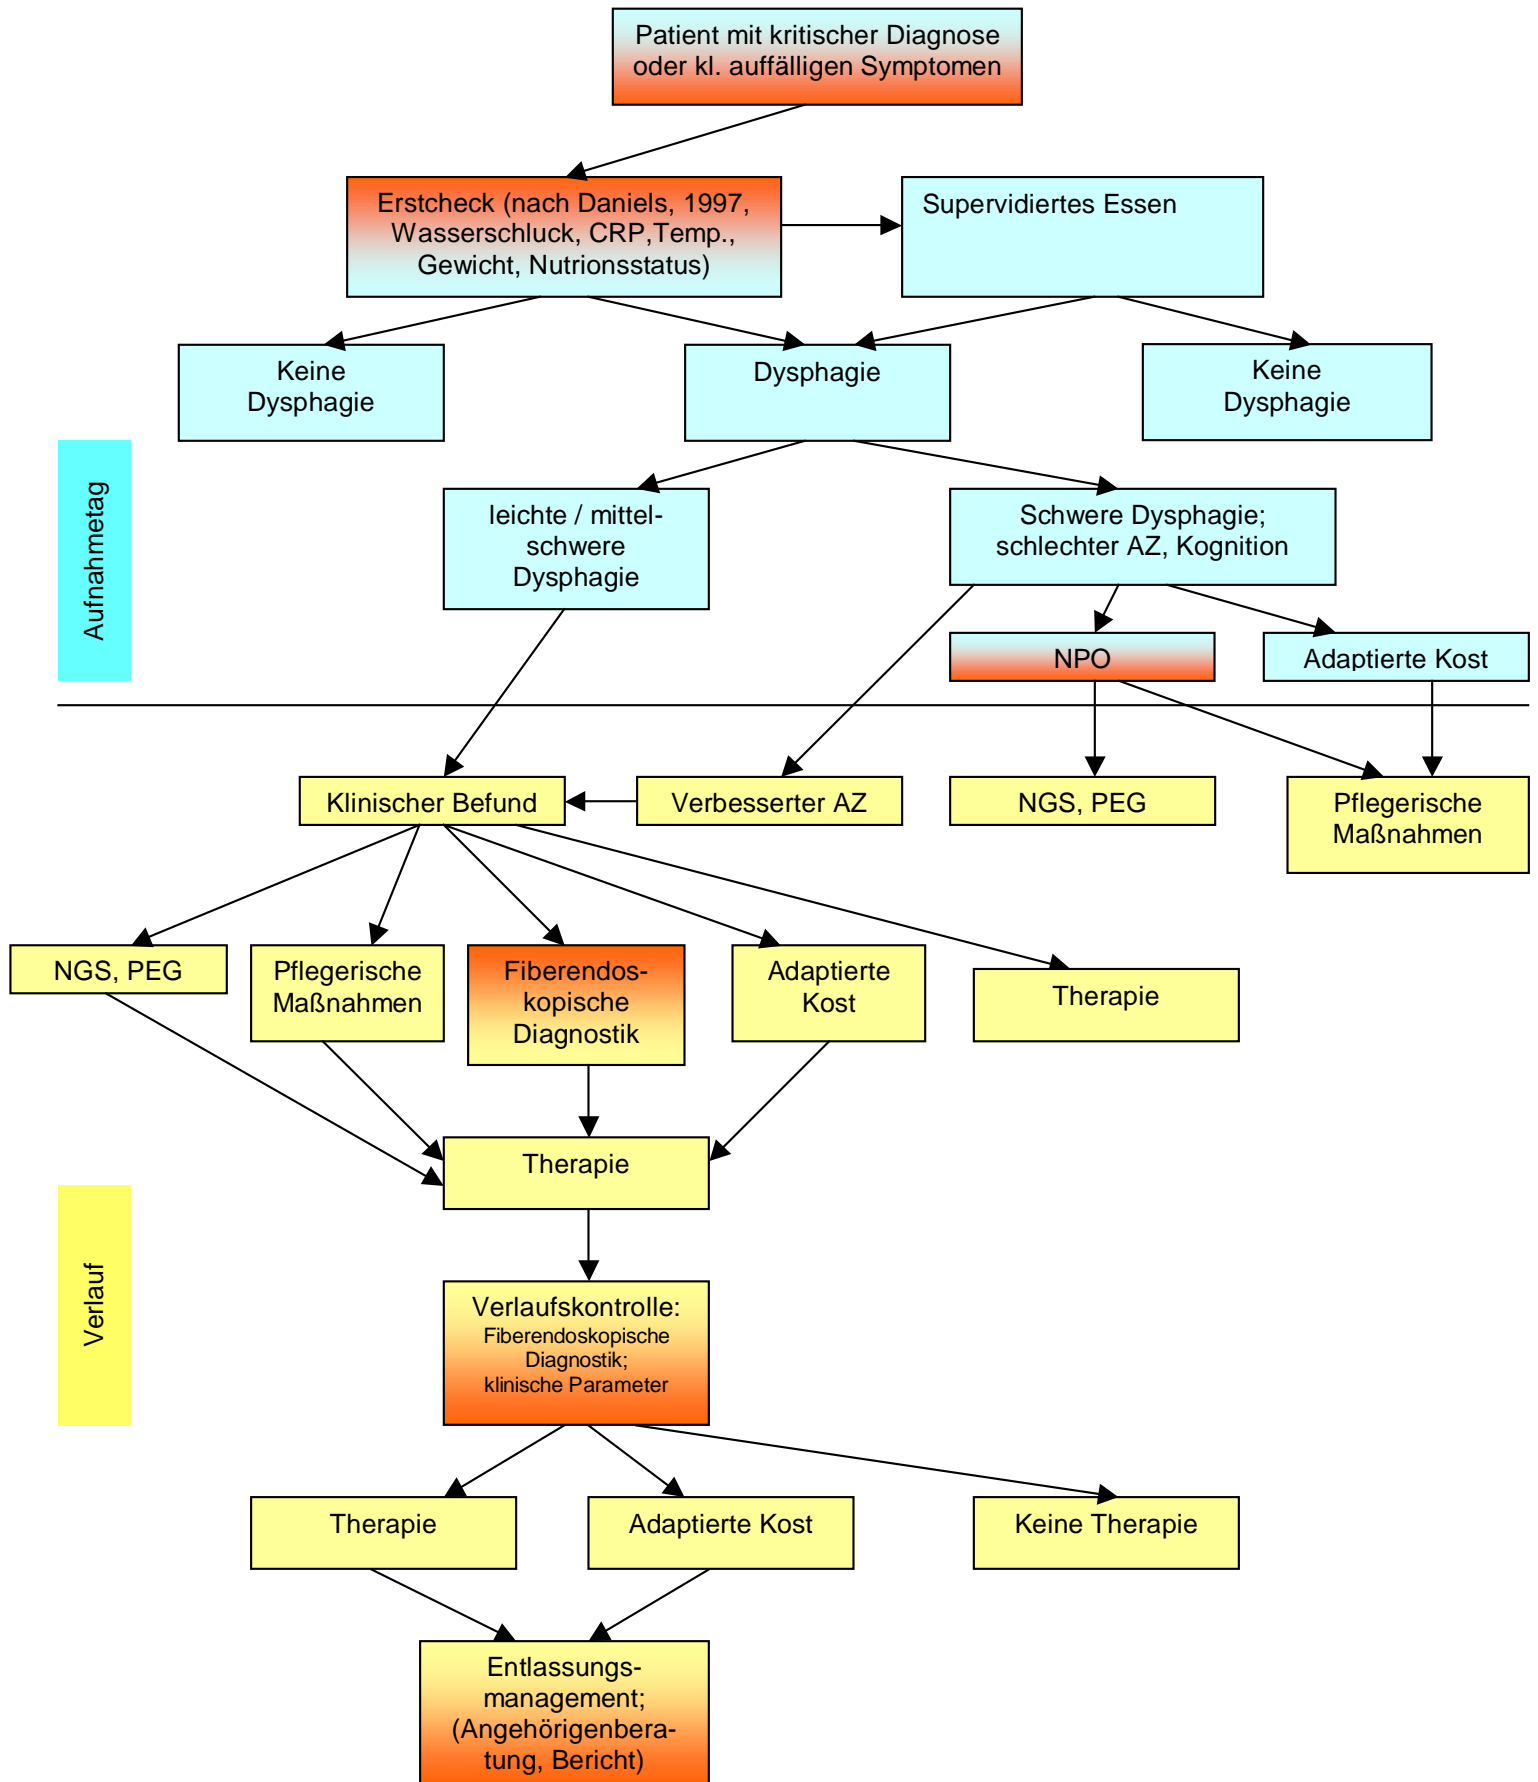 Patient mit kritischer Diagnose
oder kl. auffälligen Symptomen
Erstcheck (nach Daniels, 1997,
Wasserschluck, CRP,Temp.,
Gewicht, Nutrionsstatus)
Supervidiertes Essen
Keine
Dysphagie
Dysphagie
Keine
Dysphagie
Aufnahmetag
leichte / mittel-
schwere
Dysphagie
Schwere Dysphagie;
schlechter AZ, Kognition
NPO
Adaptierte Kost
Klinischer Befund
Verbesserter AZ
NGS, PEG
Pflegerische
Maßnahmen
NGS, PEG
Pflegerische
Maßnahmen
Fiberendos-
kopische
Diagnostik
Adaptierte
Kost
Therapie
Therapie
Verlauf
Verlaufskontrolle:
Fiberendoskopische
Diagnostik;
klinische Parameter
Therapie
Adaptierte Kost
Keine Therapie
Entlassungs-
management;
(Angehörigenbera-
tung, Bericht)